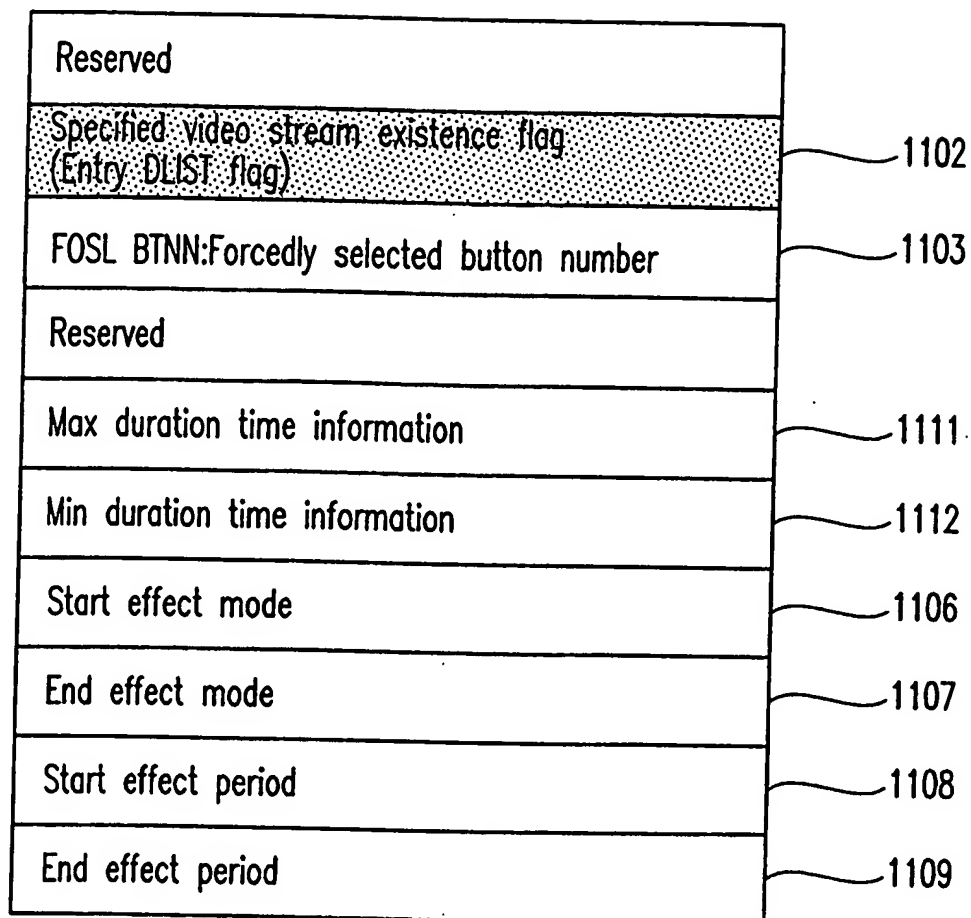 Reserved
Specified video stream existence flag
(Entry DLIST flag)
1102
FOSL BTNN:Forcedly selected button number
1103
Reserved
Max duration time information
1111
Min duration time information
1112
Start effect mode
1106
End effect mode
1107
Start effect period
1108
End effect period
1109